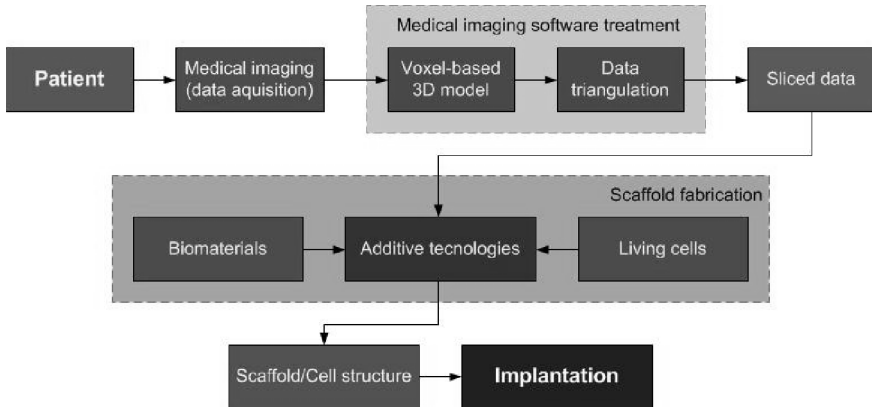 Medical imaging software treatment
Patient
Medical imaging
(data aquisition)
Voxel-based
3D model
Data
triangulation
Sliced data
Scaffold fabrication
Biomaterials
Additive tecnologies
Living cells
Scaffold/Cell structure
Implantation